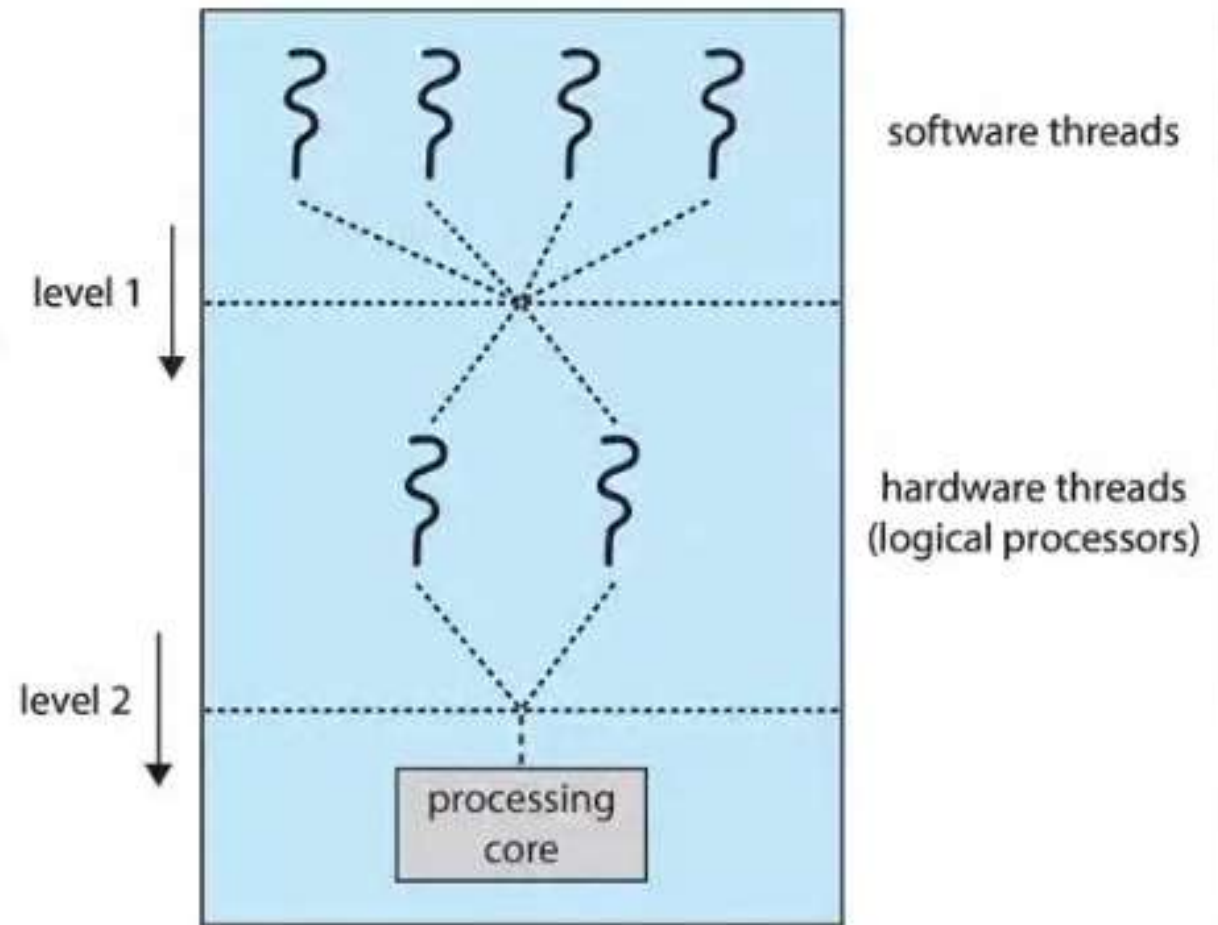 software threads
level 1
hardware threads
(logical processors)
level 2
processing
core